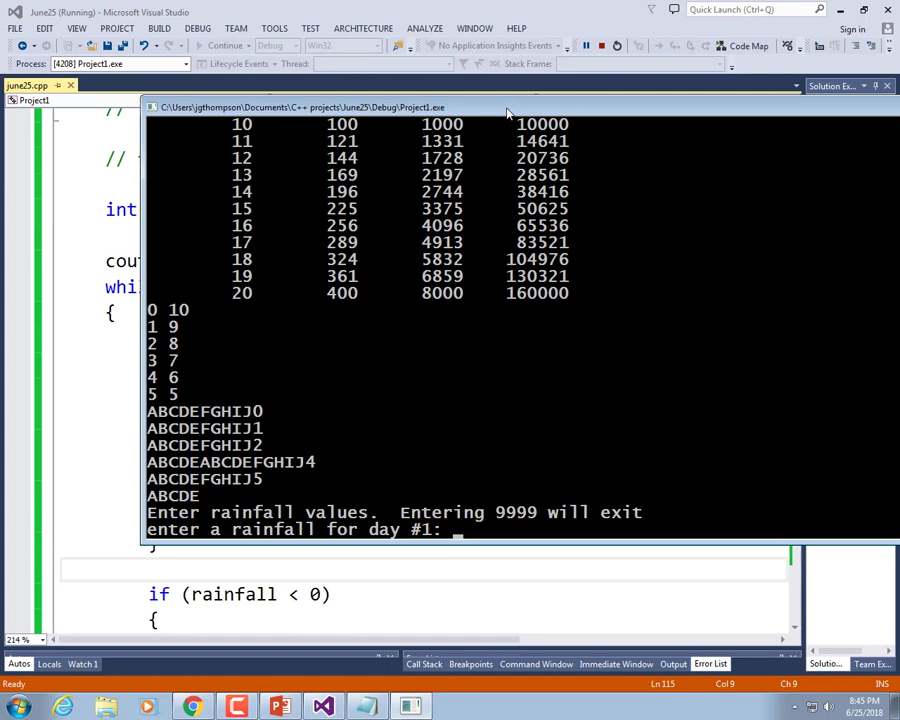 June25 (Running) - Microsoft Visual Studio
Quick Launch (Ctrl+Q)
FILE EDIT VIEW PROJECT BUILD DEBUG TEAM TOOLS TEST ARCHITECTURE ANALYZE WINDOW HELP
Sign in
Continue Debug Win32 No Application Insights Events Code Map
Process: [4208] Project1.exe Lifecycle Events Thread: Stack Frame:
june25.cpp
Solution Ex...
Project1
C:\Users\jgthompson\Documents\C++ projects\June25\Debug\Project1.exe
//
//
int
cout
whi
{
10 100 1000 10000
11 121 1331 14641
12 144 1728 20736
13 169 2197 28561
14 196 2744 38416
15 225 3375 50625
16 256 4096 65536
17 289 4913 83521
18 324 5832 104976
19 361 6859 130321
20 400 8000 160000
0 10
1 9
2 8
3 7
4 6
5 5
ABCDEFGHIJ0
ABCDEFGHIJ1
ABCDEFGHIJ2
ABCDEABCDEFGHIJ4
ABCDEFGHIJ5
ABCDE
Enter rainfall values.  Entering 9999 will exit
enter a rainfall for day #1: _
}
if (rainfall < 0)
{
214 %
Autos Locals Watch 1
Call Stack Breakpoints Command Window Immediate Window Output Error List
Solutio... Team Ex...
Ready Ln 115 Col 9 Ch 9 INS
8:45 PM
6/25/2018